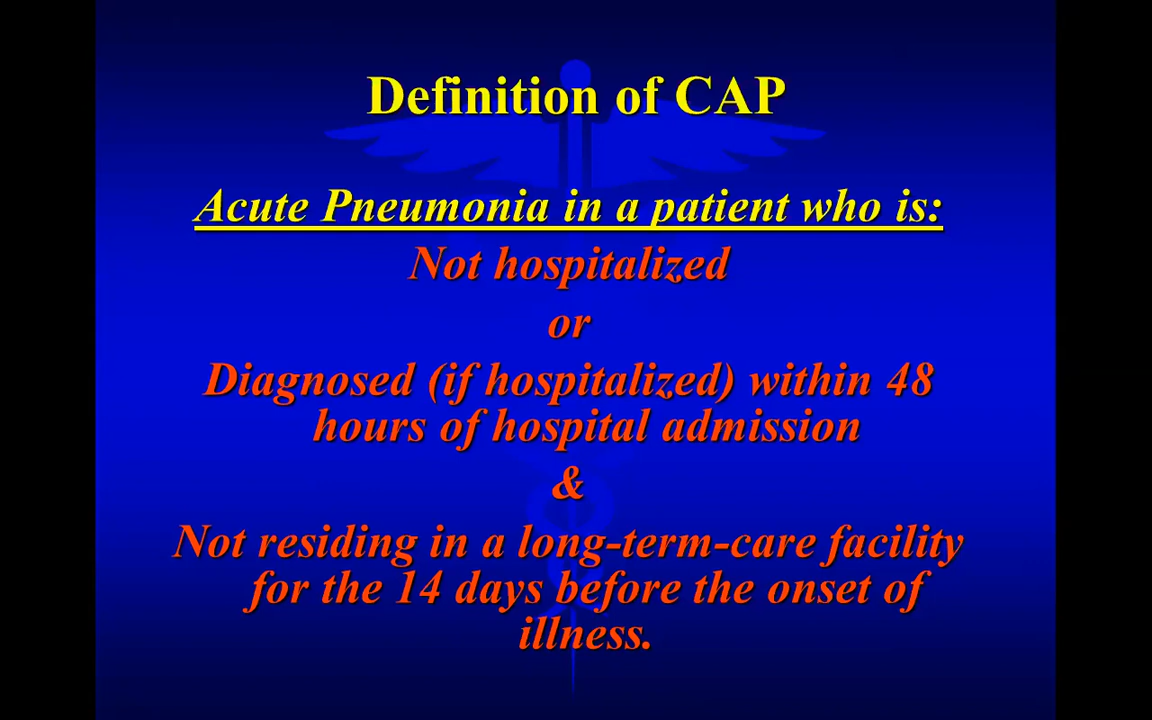 Definition of CAP
Acute Pneumonia in a patient who is:
Not hospitalized
or
Diagnosed (if hospitalized) within 48
hours of hospital admission
&
Not residing in a long-term-care facility
for the 14 days before the onset of
illness.